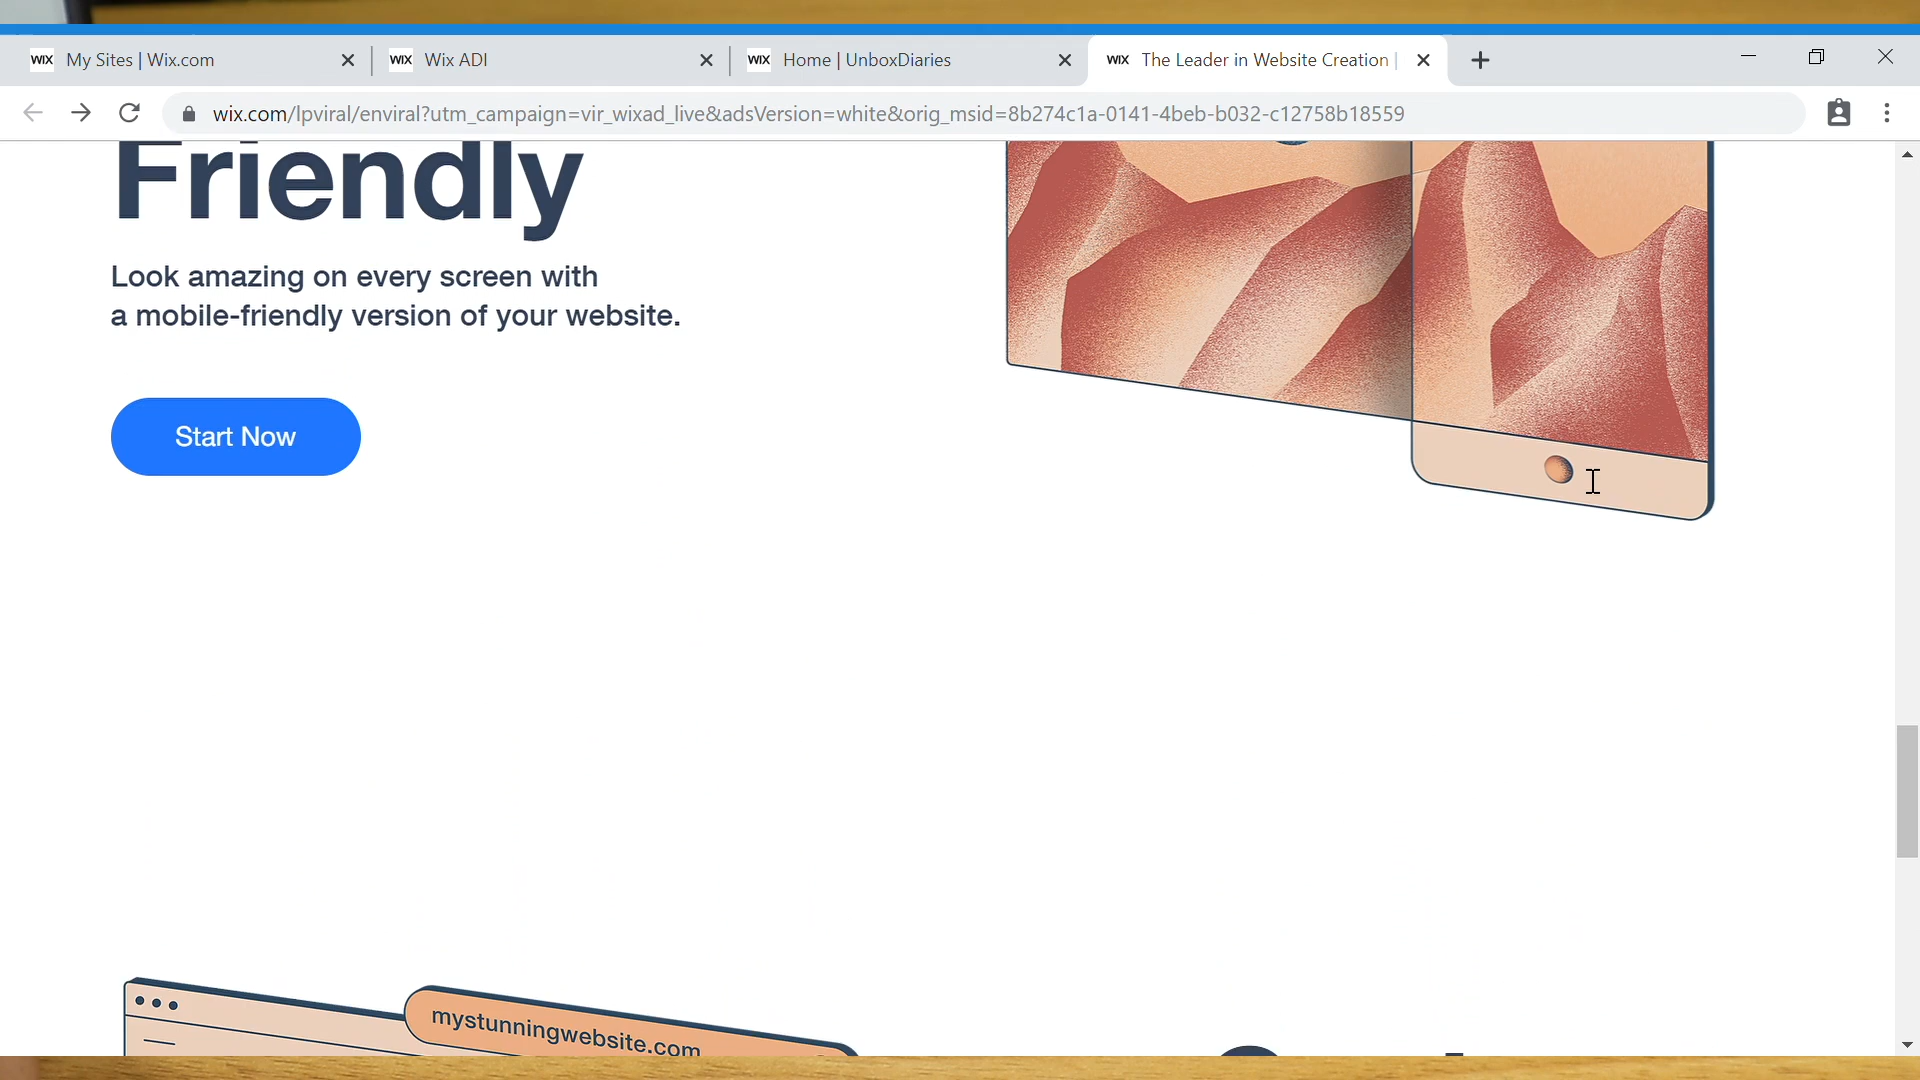 WIX My Sites | Wix.com
WIX Wix ADI
WIX Home | UnboxDiaries
WIX The Leader in Website Creation |
wix.com/lpviral/enviral?utm_campaign=vir_wixad_live&adsVersion=white&orig_msid=8b274c1a-0141-4beb-b032-c12758b18559
Friendly
Look amazing on every screen with
a mobile-friendly version of your website.
Start Now
mystunningwebsite.com